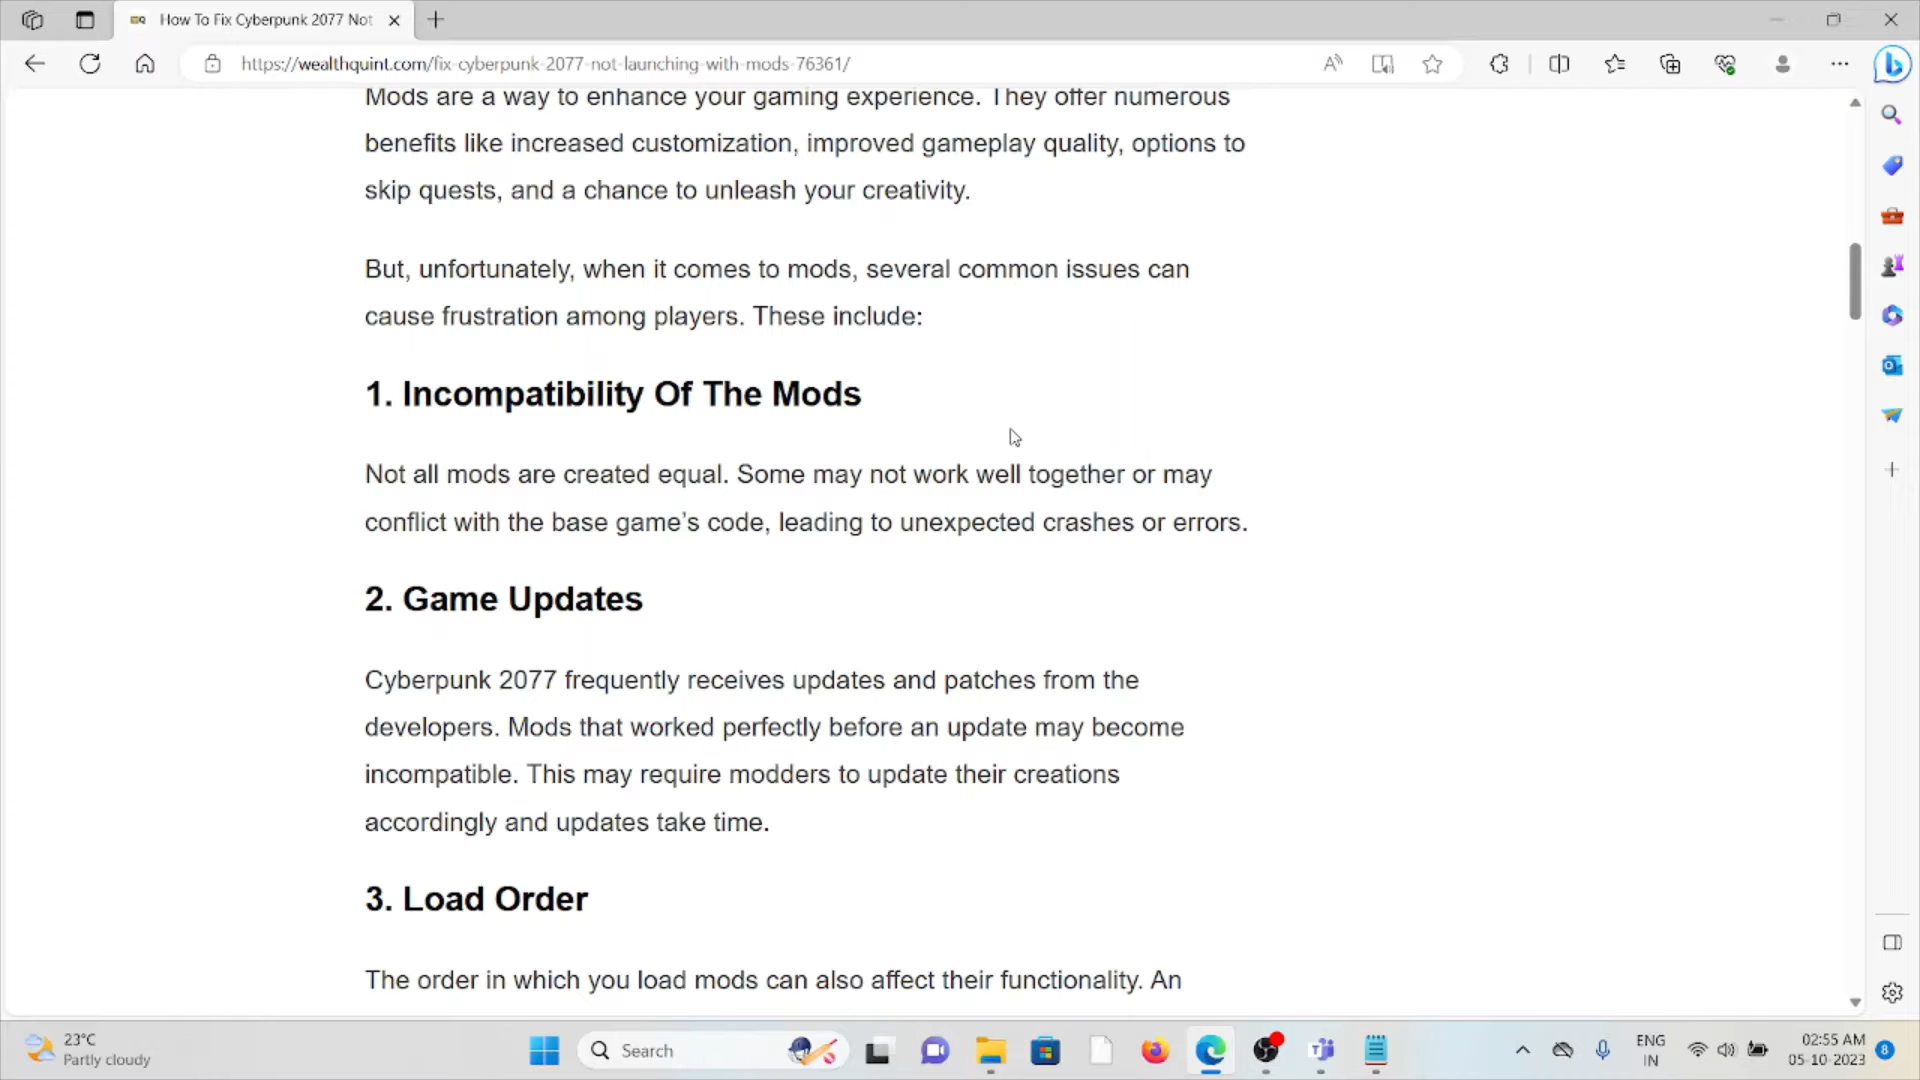 How To Fix Cyberpunk 2077 Not
https://wealthquint.com/fix-cyberpunk-2077-not-launching-with-mods-76361/
Mods are a way to enhance your gaming experience. They offer numerous
benefits like increased customization, improved gameplay quality, options to
skip quests, and a chance to unleash your creativity.
But, unfortunately, when it comes to mods, several common issues can
cause frustration among players. These include:
1. Incompatibility Of The Mods
Not all mods are created equal. Some may not work well together or may
conflict with the base game’s code, leading to unexpected crashes or errors.
2. Game Updates
Cyberpunk 2077 frequently receives updates and patches from the
developers. Mods that worked perfectly before an update may become
incompatible. This may require modders to update their creations
accordingly and updates take time.
3. Load Order
The order in which you load mods can also affect their functionality. An
23°C
Partly cloudy
Search
ENG
IN
02:55 AM
05-10-2023
8